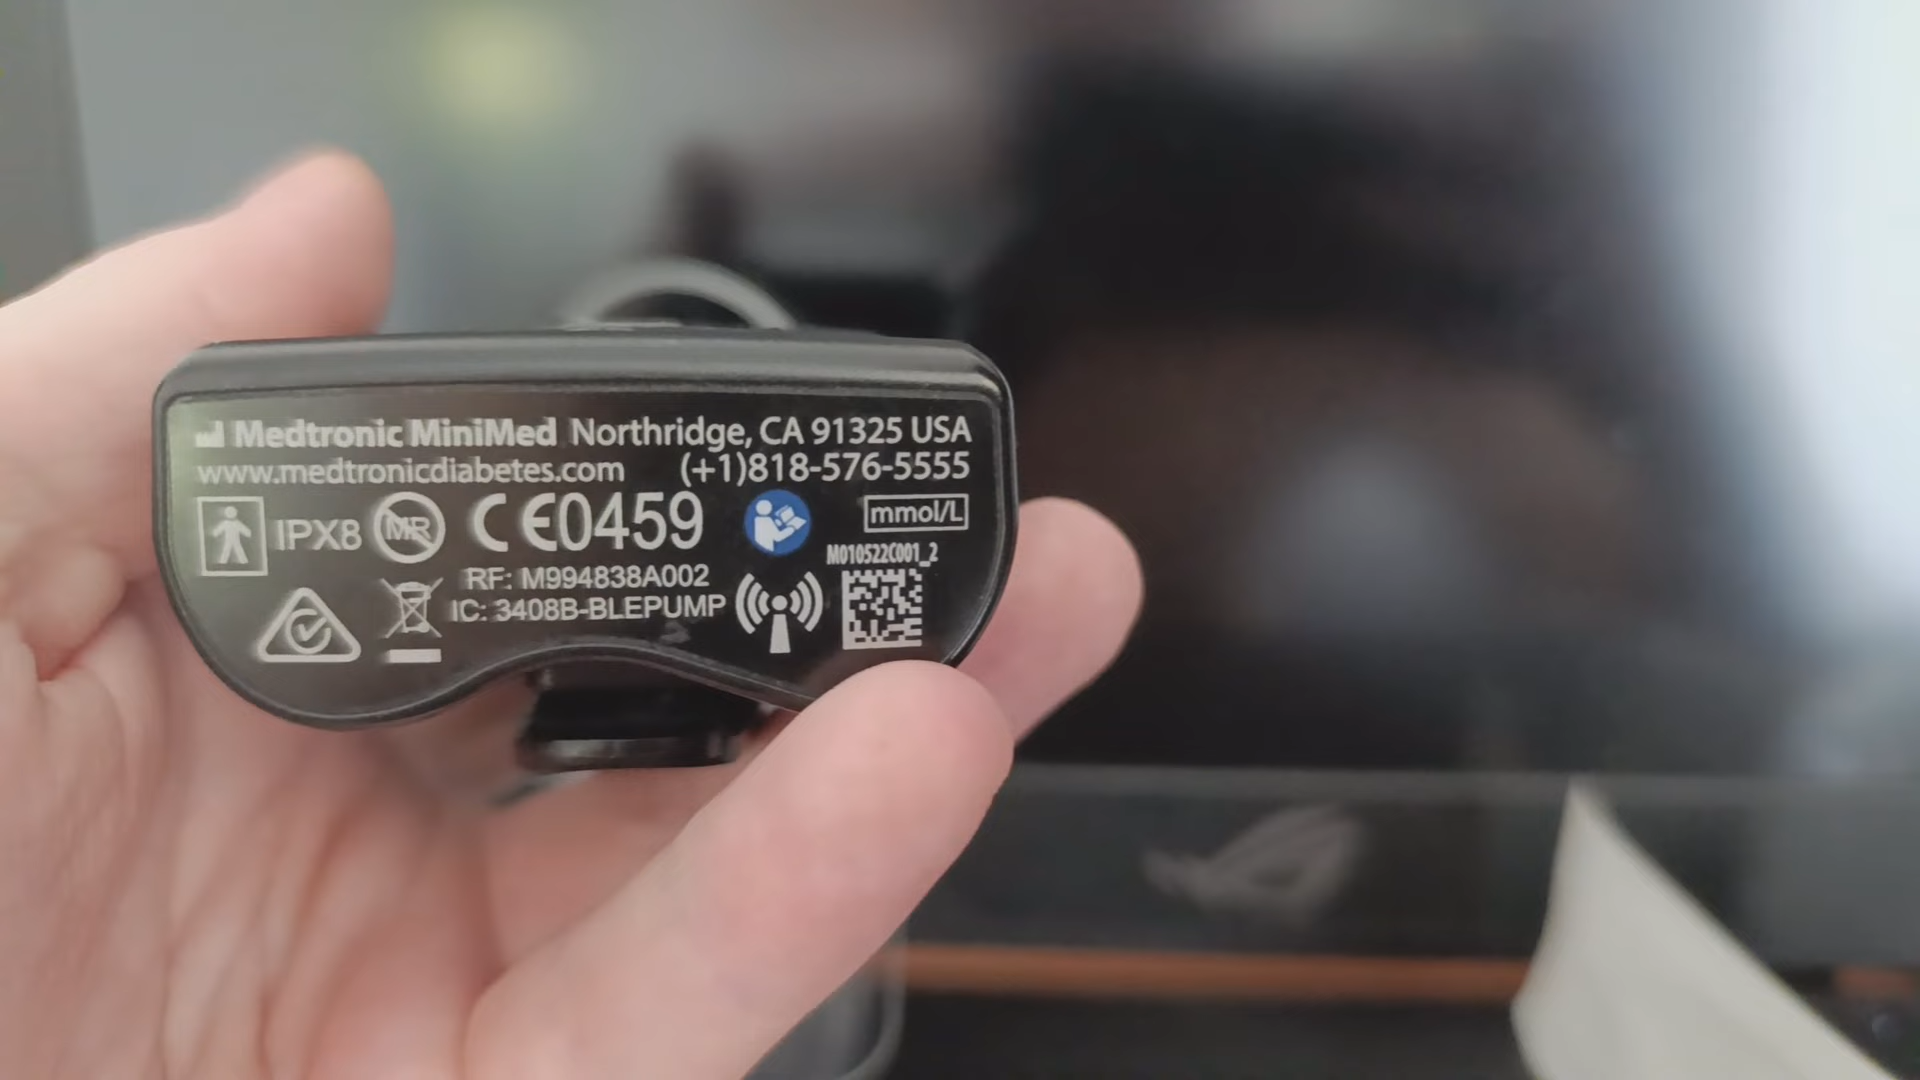 Medtronic MiniMed Northridge, CA 91325 USA
www.medtronicdiabetes.com (+1)818-576-5555
IPX8 MR CE0459 mmol/L
M010522C001_2
RF: M994838A002
IC: 3408B-BLEPUMP